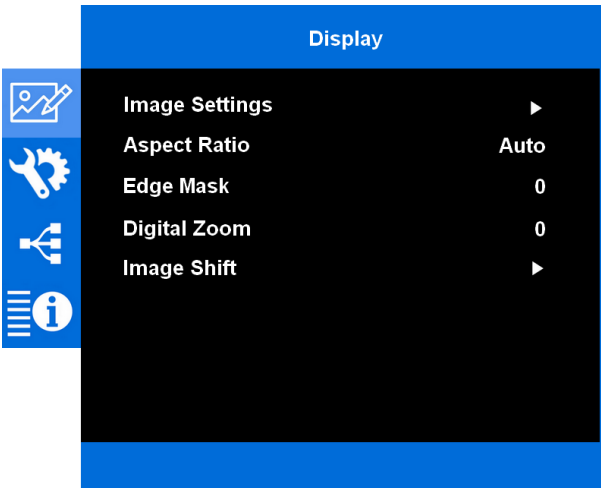 Display
Image Settings
Aspect Ratio Auto
Edge Mask 0
Digital Zoom 0
Image Shift